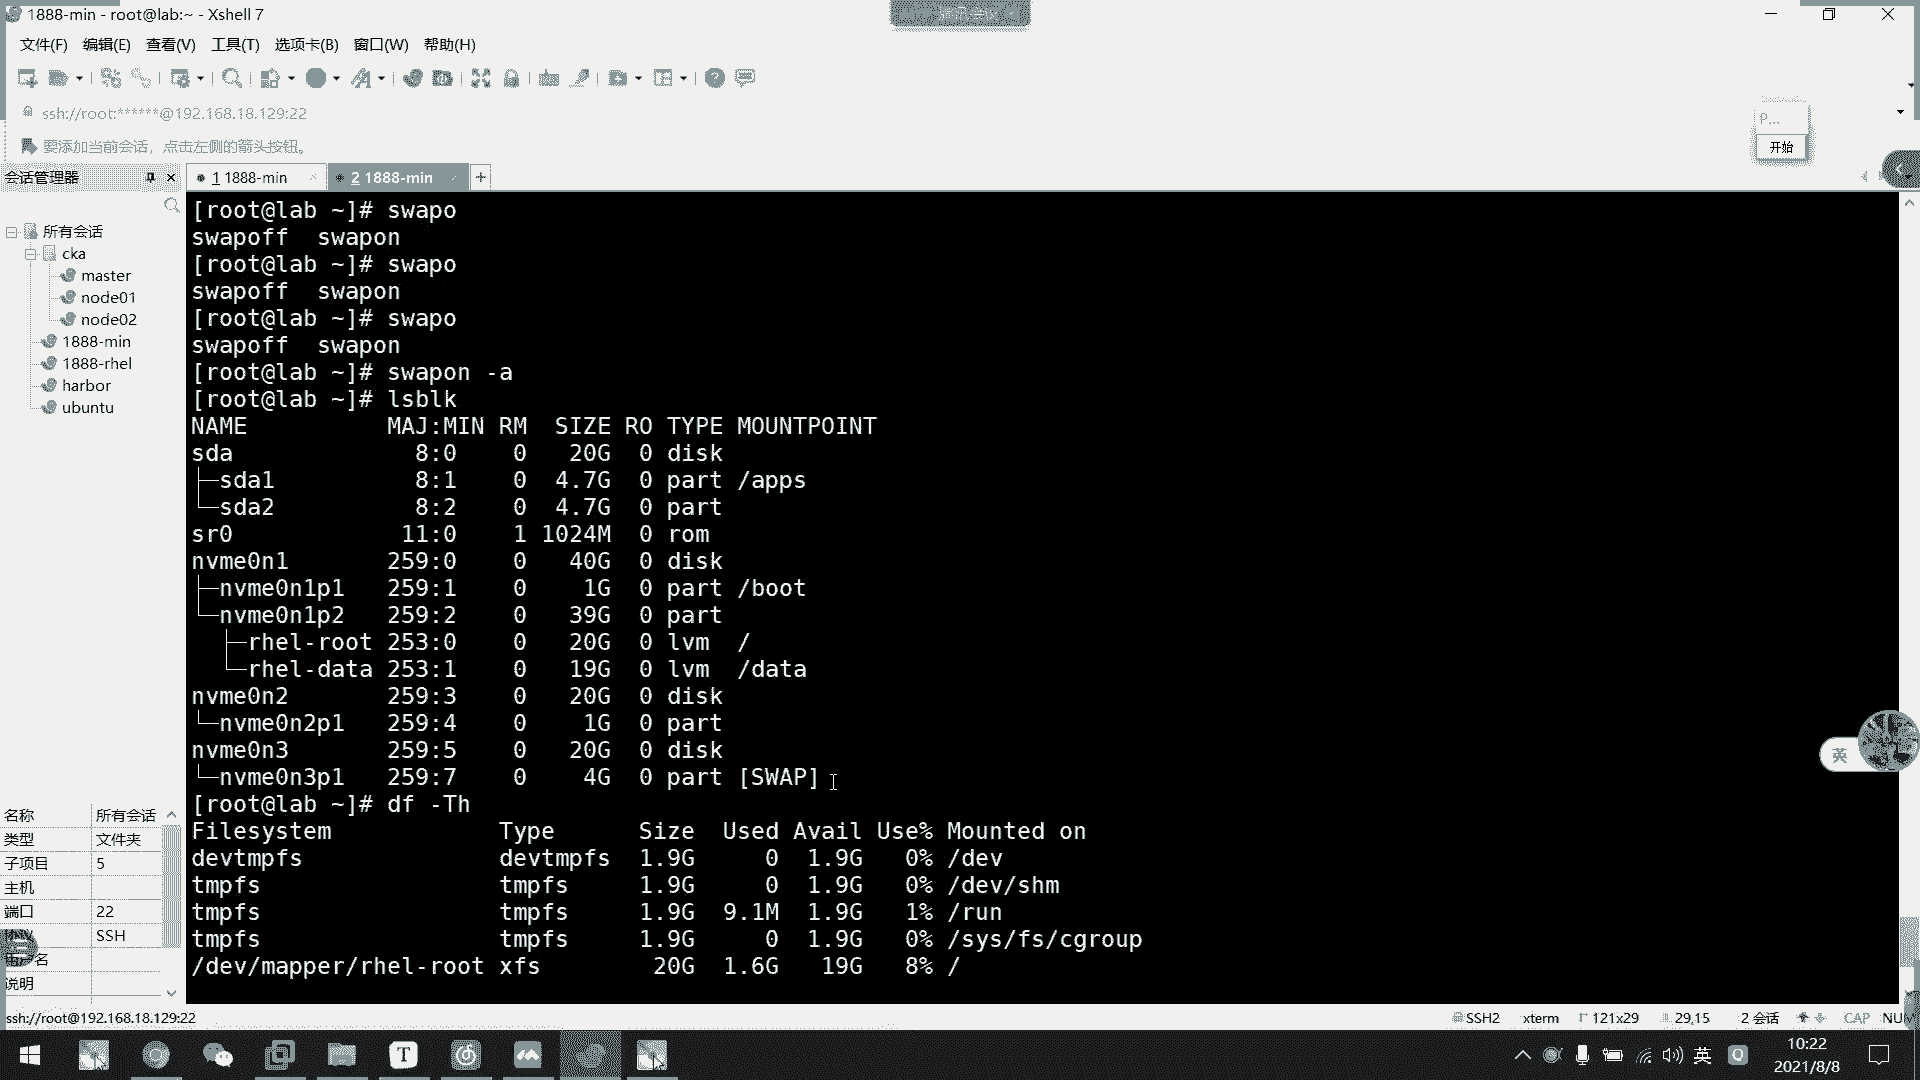 1888-min - root@lab:~ - Xshell 7
文件(F) 编辑(E) 查看(V) 工具(T) 选项卡(B) 窗口(W) 帮助(H)
ssh://root:******@192.168.18.129:22
要添加当前会话，点击左侧的箭头按钮。
P...
开始
会话管理器
1 1888-min
2 1888-min
+
所有会话
cka
master
node01
node02
1888-min
1888-rhel
harbor
ubuntu
名称 所有会话
类型 文件夹
子项目 5
主机
端口 22
SSH
说明
[root@lab ~]# swapo
swapoff  swapon
[root@lab ~]# swapo
swapoff  swapon
[root@lab ~]# swapo
swapoff  swapon
[root@lab ~]# swapon -a
[root@lab ~]# lsblk
NAME          MAJ:MIN RM   SIZE RO TYPE MOUNTPOINT
sda             8:0    0    20G  0 disk
├─sda1          8:1    0   4.7G  0 part /apps
└─sda2          8:2    0   4.7G  0 part
sr0            11:0    1  1024M  0 rom
nvme0n1       259:0    0    40G  0 disk
├─nvme0n1p1   259:1    0     1G  0 part /boot
└─nvme0n1p2   259:2    0    39G  0 part
  ├─rhel-root 253:0    0    20G  0 lvm  /
  └─rhel-data 253:1    0    19G  0 lvm  /data
nvme0n2       259:3    0    20G  0 disk
└─nvme0n2p1   259:4    0     1G  0 part
nvme0n3       259:5    0    20G  0 disk
└─nvme0n3p1   259:7    0     4G  0 part [SWAP]
[root@lab ~]# df -Th
Filesystem            Type      Size  Used Avail Use% Mounted on
devtmpfs              devtmpfs  1.9G     0  1.9G   0% /dev
tmpfs                 tmpfs     1.9G     0  1.9G   0% /dev/shm
tmpfs                 tmpfs     1.9G  9.1M  1.9G   1% /run
tmpfs                 tmpfs     1.9G     0  1.9G   0% /sys/fs/cgroup
/dev/mapper/rhel-root xfs        20G  1.6G   19G   8% /
英
ssh://root@192.168.18.129:22
SSH2 xterm 121x29 29,15 2 会话 CAP NUM
T
英
Q
10:22
2021/8/8